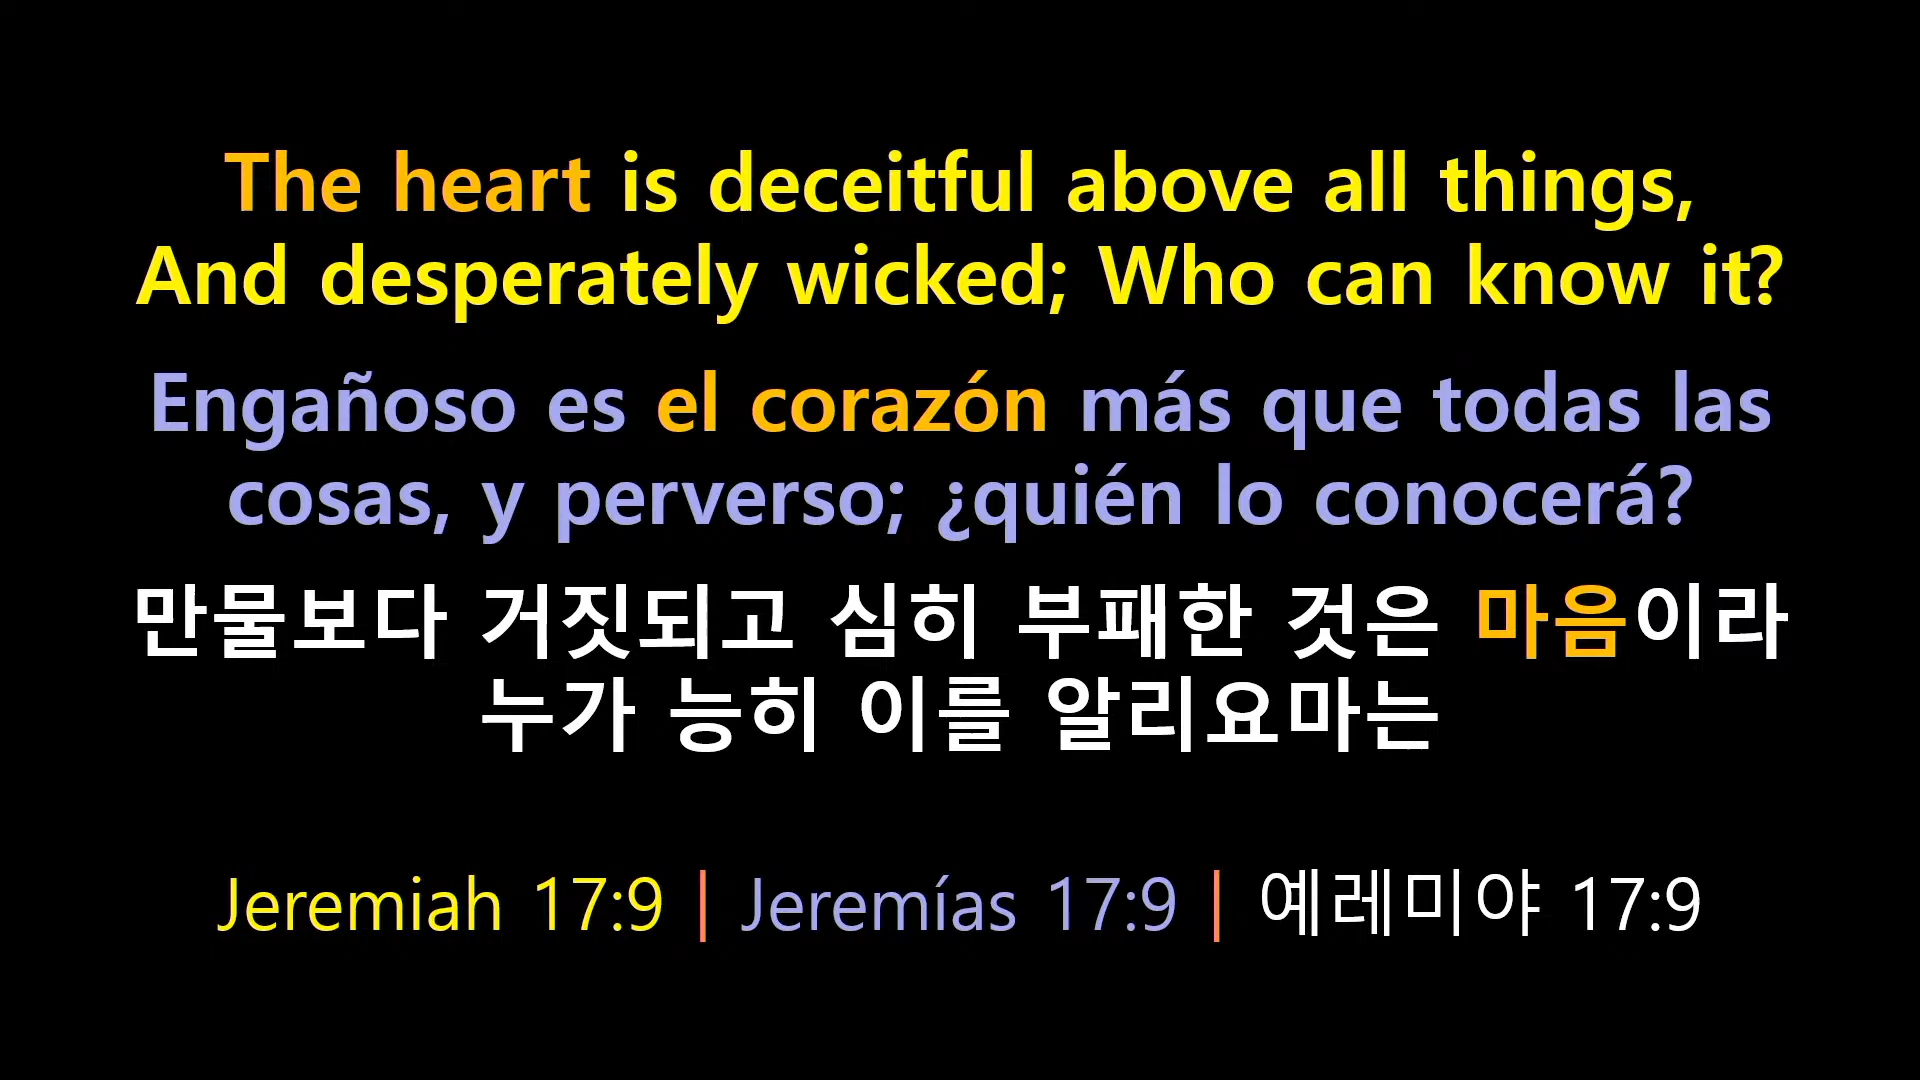 The heart is deceitful above all things,
And desperately wicked; Who can know it?
Engañoso es el corazón más que todas las
cosas, y perverso; ¿quién lo conocerá?
만물보다 거짓되고 심히 부패한 것은 마음이라
누가 능히 이를 알리요마는
Jeremiah 17:9 | Jeremías 17:9 | 예레미야 17:9